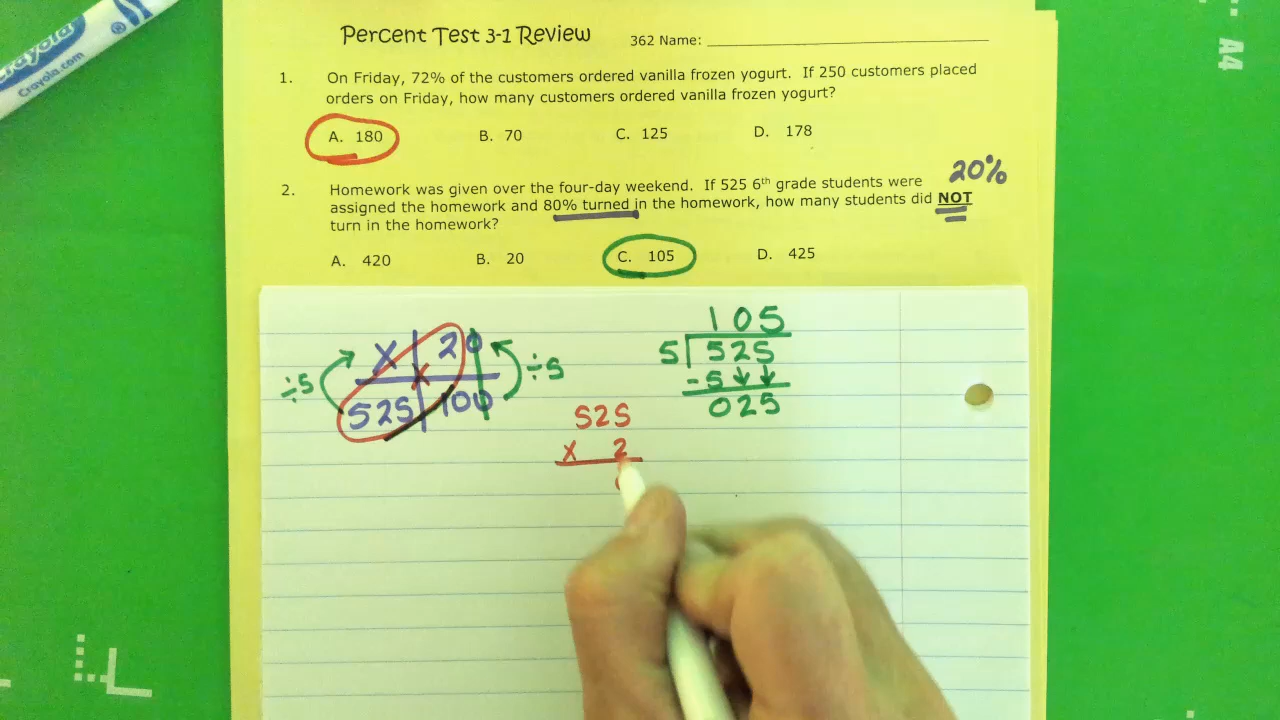 Crayola
Crayola.com
A4
Percent Test 3-1 Review 362 Name:
1. On Friday, 72% of the customers ordered vanilla frozen yogurt. If 250 customers placed
orders on Friday, how many customers ordered vanilla frozen yogurt?
A. 180 B. 70 C. 125 D. 178
20%
2. Homework was given over the four-day weekend. If 525 6th grade students were
assigned the homework and 80% turned in the homework, how many students did NOT
turn in the homework?
A. 420 B. 20 C. 105 D. 425
÷5 X 20 ÷5
525 100
105
5 525
-5
025
525
X 2